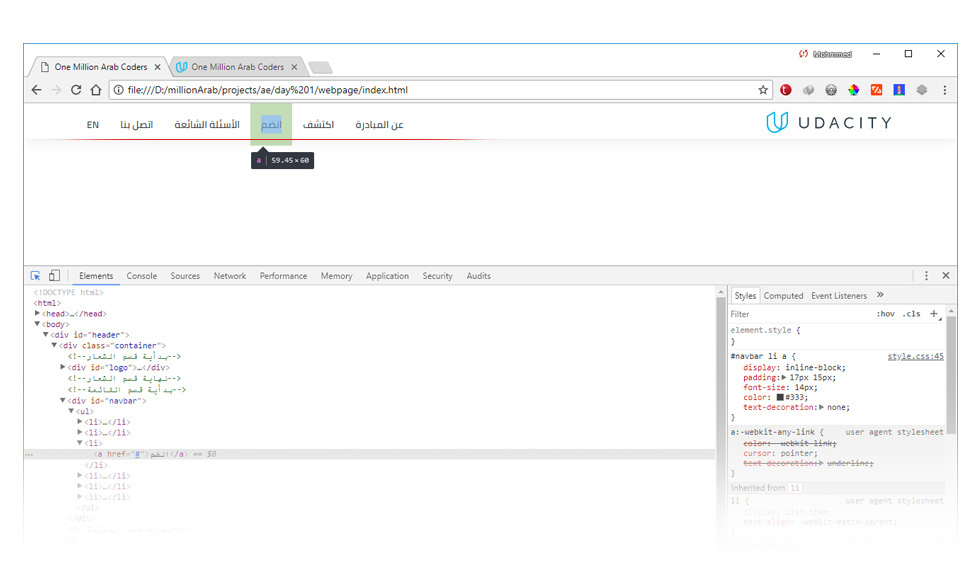 Mohmmed
One Million Arab Coders
One Million Arab Coders
file:///D:/millionArab/projects/ae/day%201/webpage/index.html
عن المبادرة اكتشف انضم الأسئلة الشائعة اتصل بنا EN
UDACITY
a 59.45×60
Elements Console Sources Network Performance Memory Application Security Audits
<!DOCTYPE html>
<html>
<head>…</head>
<body>
<div id="header">
<div class="container">
<!--بدأية قسم الشعار-->
<div id="logo">…</div>
<!--نهاية قسم الشعار-->
<!--بدأية قسم القائمة-->
<div id="navbar">
<ul>
<li>…</li>
<li>…</li>
<li>
… <a href="#">انضم</a> == $0
</li>
<li>…</li>
<li>…</li>
<li>…</li>
</ul>
</div>
Styles Computed Event Listeners »
Filter :hov .cls +
element.style {
}
#navbar li a { style.css:45
display: inline-block;
padding: 17px 15px;
font-size: 14px;
color: #333;
text-decoration: none;
}
a:-webkit-any-link { user agent stylesheet
color: -webkit-link;
cursor: pointer;
text-decoration: underline;
}
Inherited from li
li { user agent stylesheet
display: list-item;
text-align: -webkit-match-parent;
}